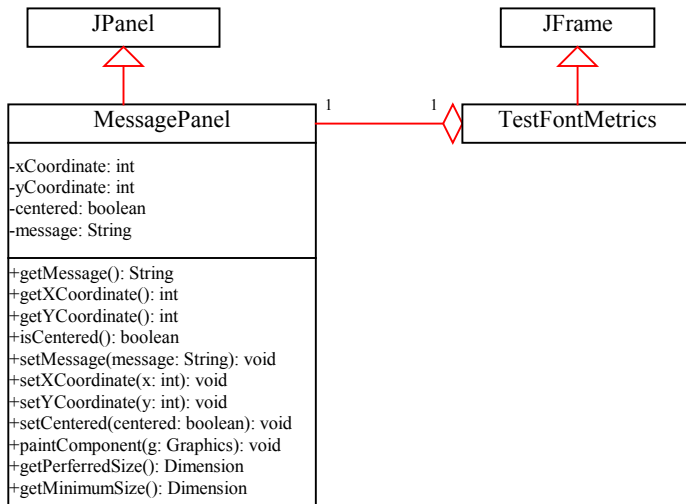 JPanel
JFrame
MessagePanel
1
1
TestFontMetrics
-xCoordinate: int
-yCoordinate: int
-centered: boolean
-message: String
+getMessage(): String
+getXCoordinate(): int
+getYCoordinate(): int
+isCentered(): boolean
+setMessage(message: String): void
+setXCoordinate(x: int): void
+setYCoordinate(y: int): void
+setCentered(centered: boolean): void
+paintComponent(g: Graphics): void
+getPerferredSize(): Dimension
+getMinimumSize(): Dimension